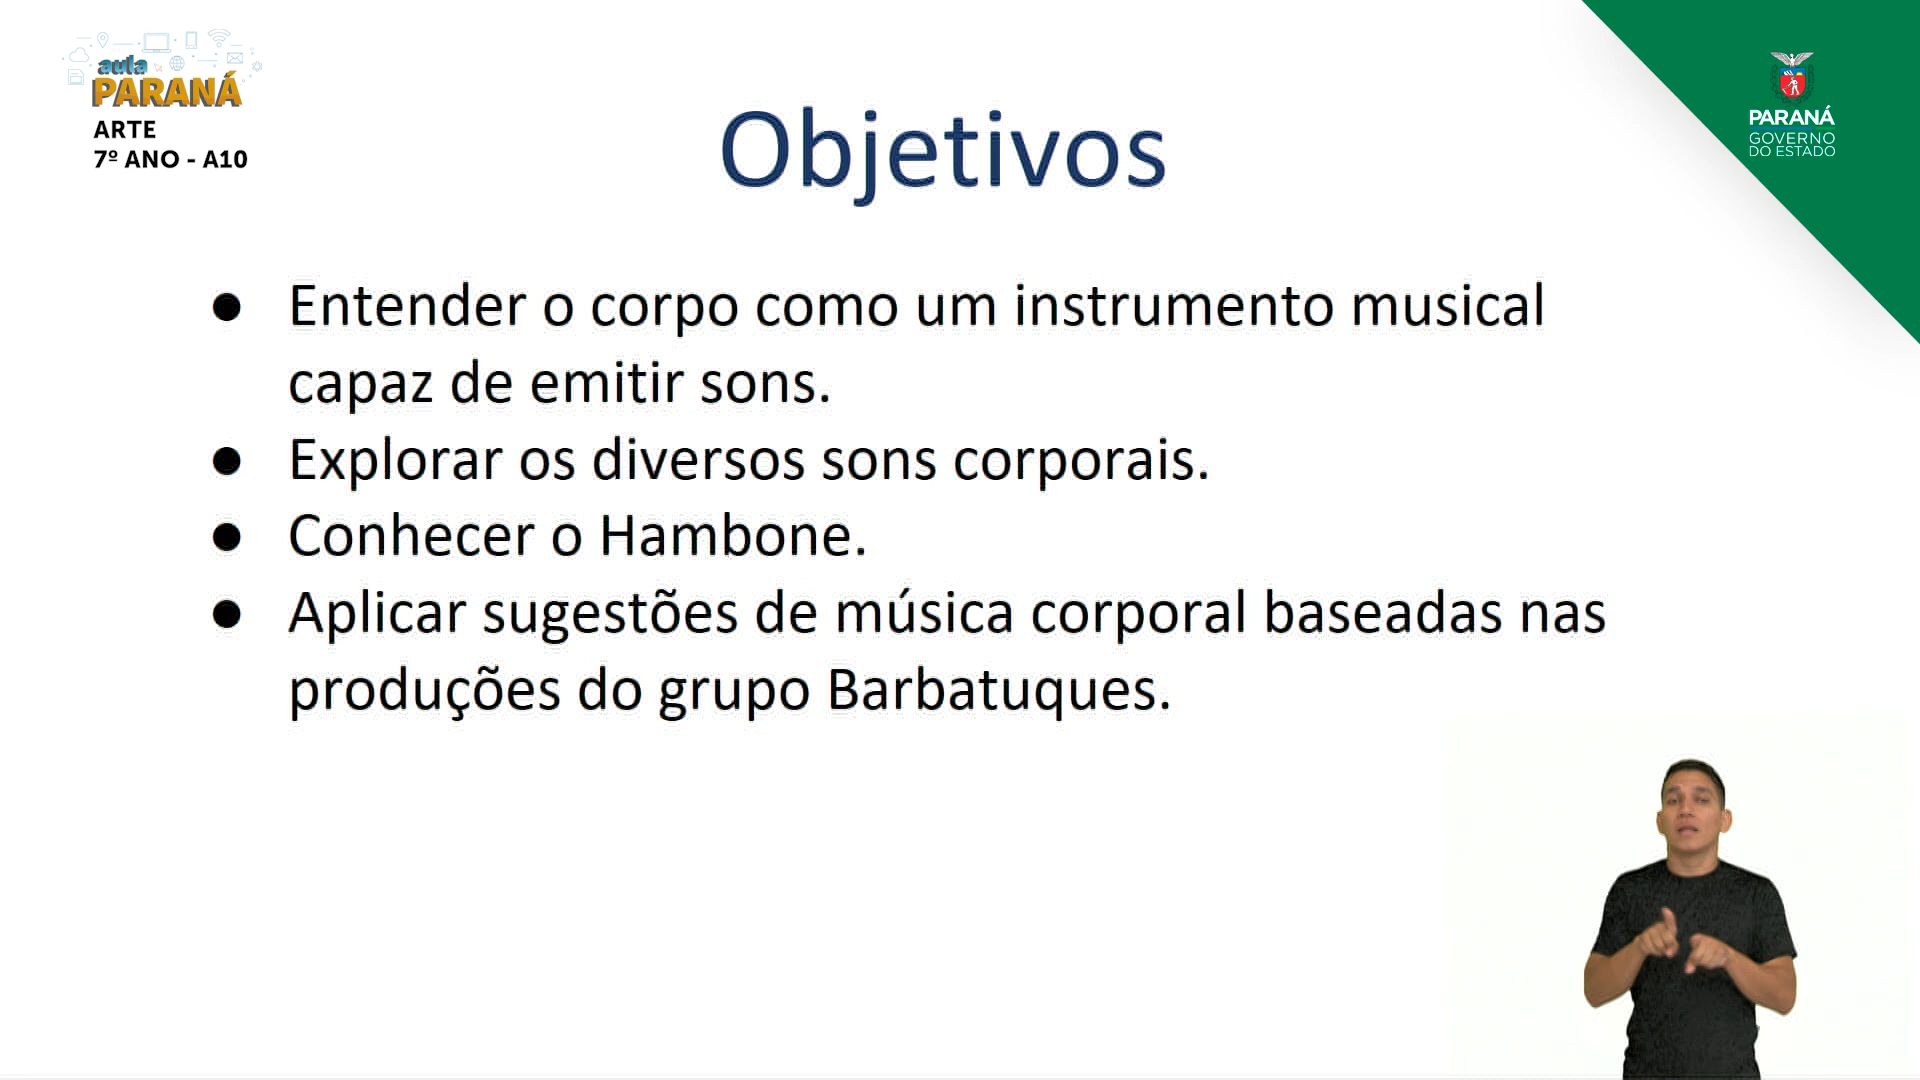 aula
PARANÁ
ARTE
7º ANO - A10
PARANÁ
GOVERNO
DO ESTADO
Objetivos
● Entender o corpo como um instrumento musical
capaz de emitir sons.
● Explorar os diversos sons corporais.
● Conhecer o Hambone.
● Aplicar sugestões de música corporal baseadas nas
produções do grupo Barbatuques.